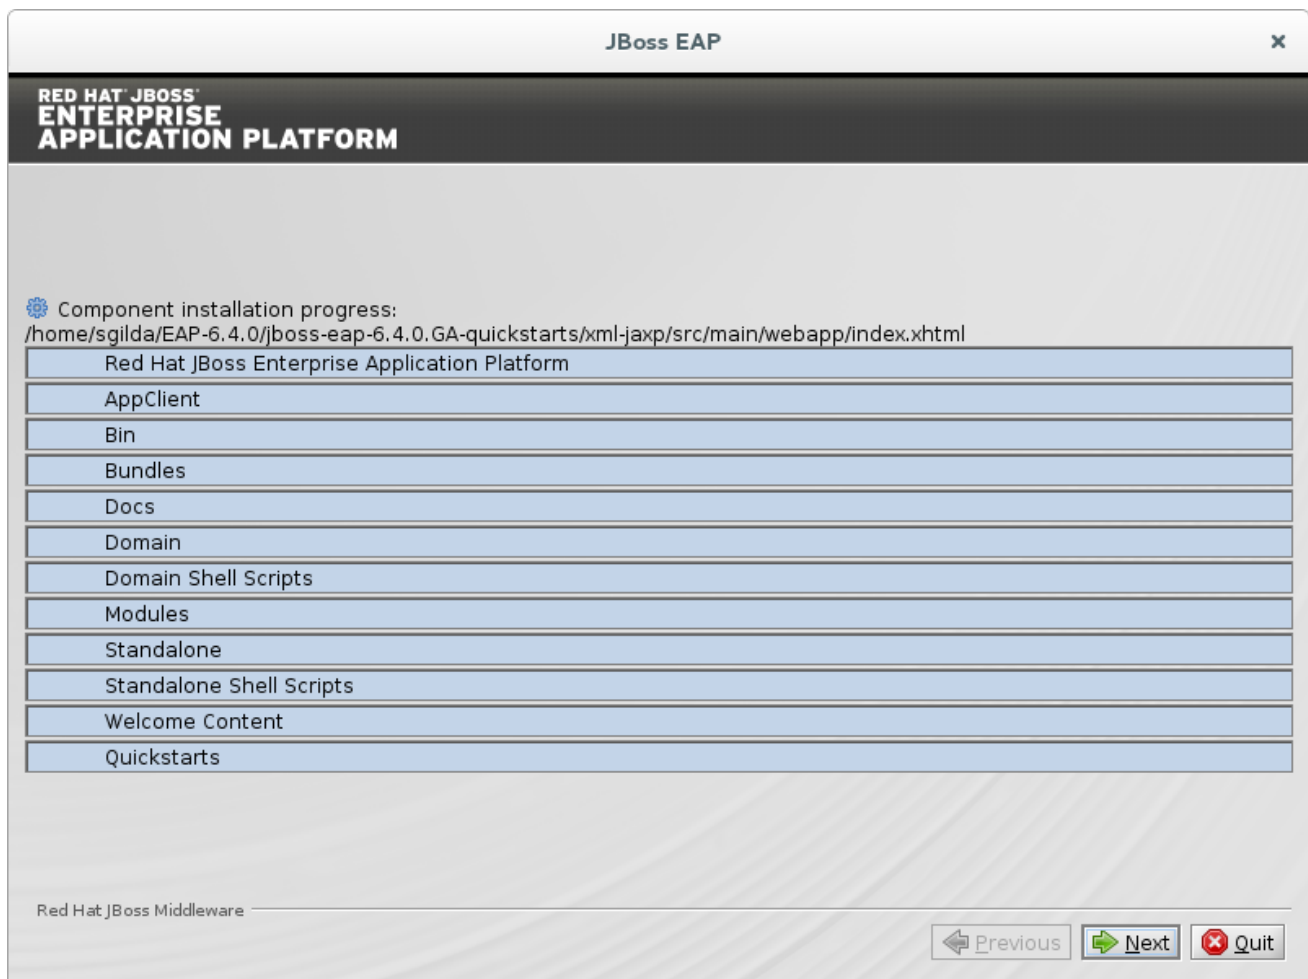 JBoss EAP
RED HAT JBOSS
ENTERPRISE
APPLICATION PLATFORM
Component installation progress:
/home/sgilda/EAP-6.4.0/jboss-eap-6.4.0.GA-quickstarts/xml-jaxp/src/main/webapp/index.xhtml
Red Hat JBoss Enterprise Application Platform
AppClient
Bin
Bundles
Docs
Domain
Domain Shell Scripts
Modules
Standalone
Standalone Shell Scripts
Welcome Content
Quickstarts
Red Hat JBoss Middleware
Previous Next Quit